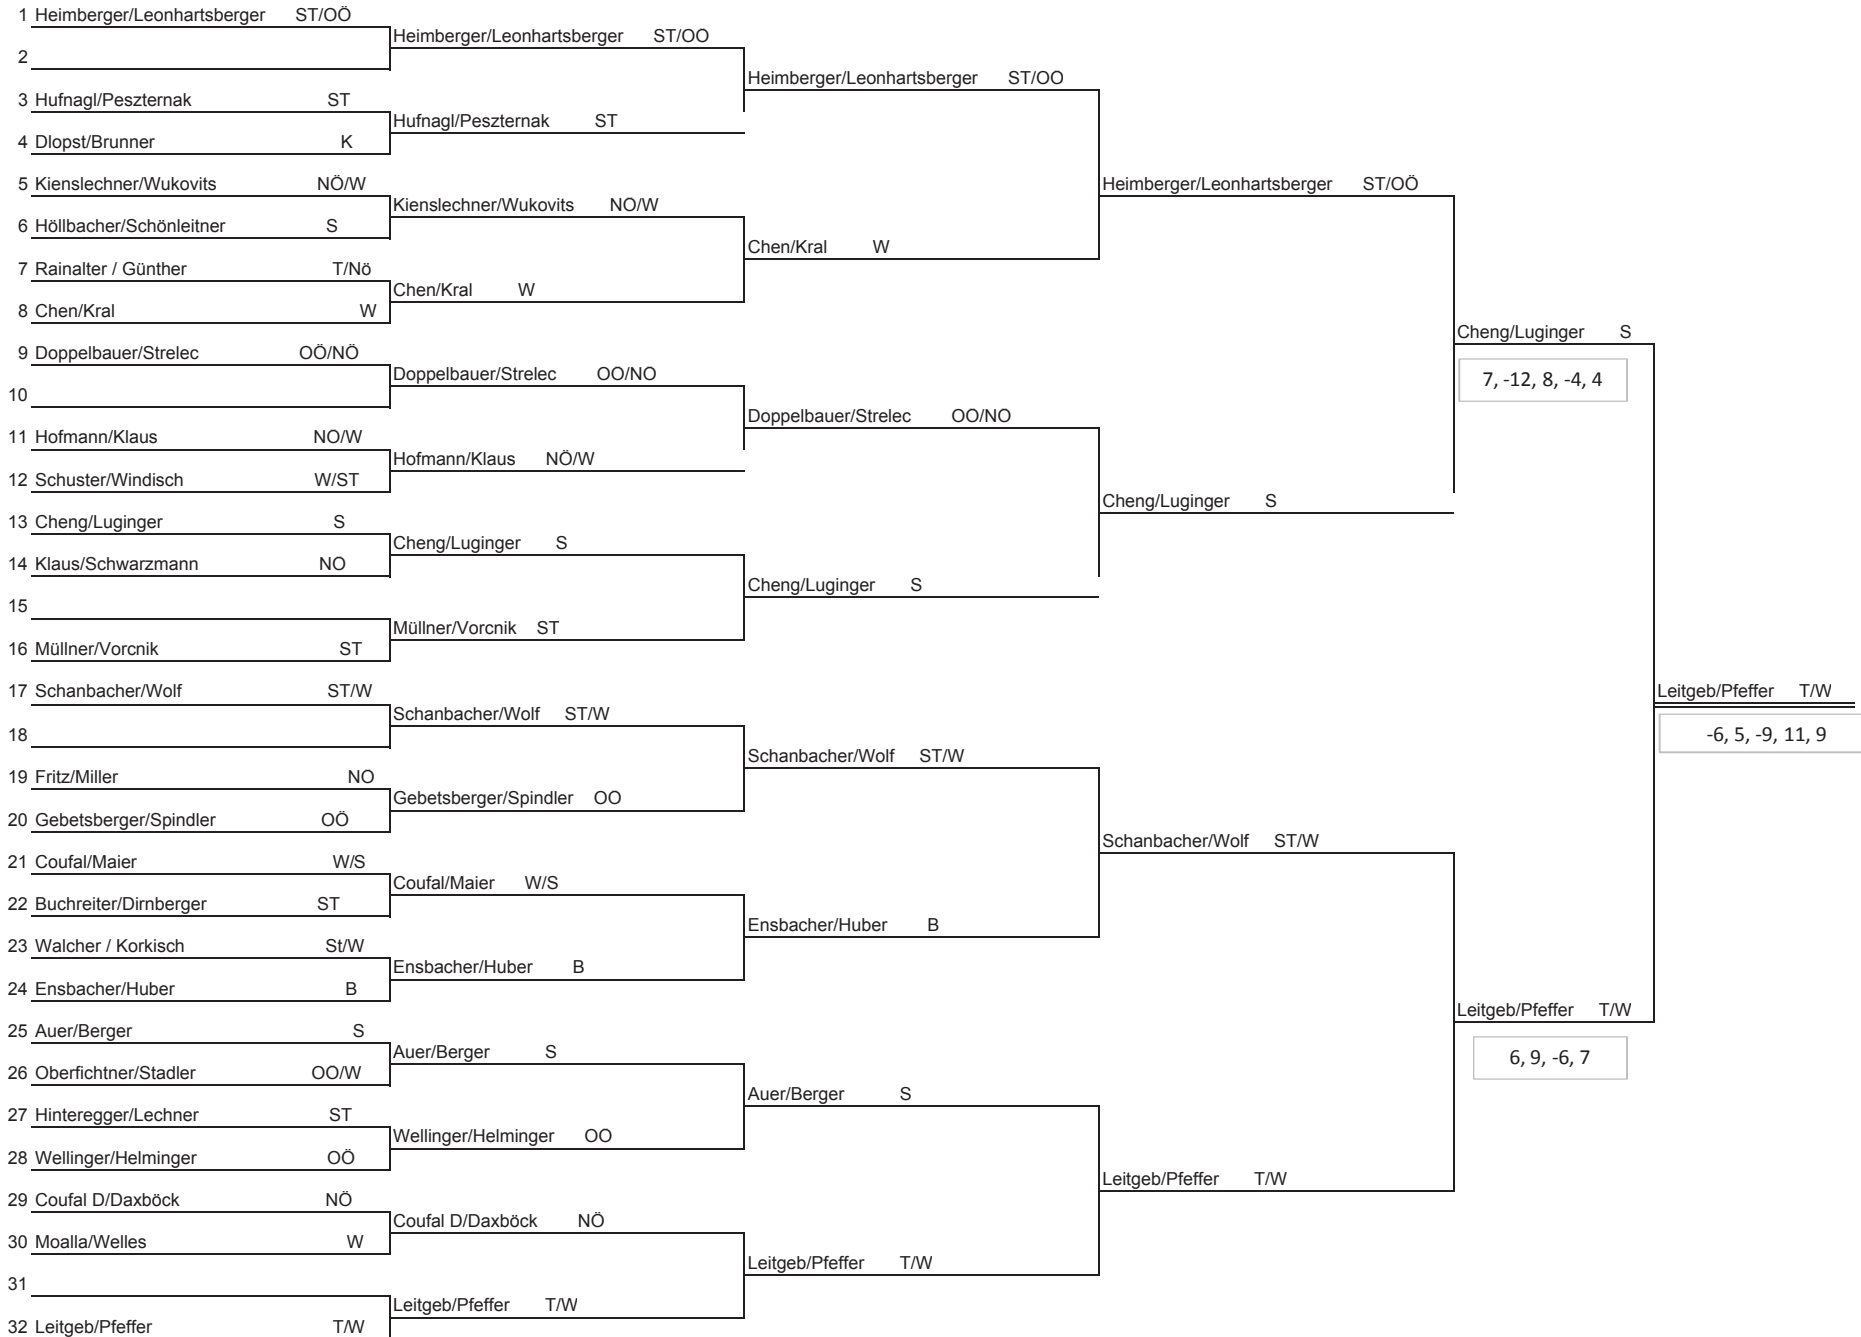 1 Heimberger/Leonhartsberger ST/OÖ
2
3 Hufnagl/Peszternak ST
4 Dlopst/Brunner K
5 Kienslechner/Wukovits NÖ/W
6 Höllbacher/Schönleitner S
7 Rainalter / Günther T/Nö
8 Chen/Kral W
9 Doppelbauer/Strelec OÖ/NÖ
10
11 Hofmann/Klaus NO/W
12 Schuster/Windisch W/ST
13 Cheng/Luginger S
14 Klaus/Schwarzmann NO
15
16 Müllner/Vorcnik ST
17 Schanbacher/Wolf ST/W
18
19 Fritz/Miller NO
20 Gebetsberger/Spindler OÖ
21 Coufal/Maier W/S
22 Buchreiter/Dirnberger ST
23 Walcher / Korkisch St/W
24 Ensbacher/Huber B
25 Auer/Berger S
26 Oberfichtner/Stadler OO/W
27 Hinteregger/Lechner ST
28 Wellinger/Helminger OÖ
29 Coufal D/Daxböck NÖ
30 Moalla/Welles W
31
32 Leitgeb/Pfeffer T/W
Heimberger/Leonhartsberger ST/OO
Hufnagl/Peszternak ST
Kienslechner/Wukovits NO/W
Chen/Kral W
Doppelbauer/Strelec OO/NO
Hofmann/Klaus NÖ/W
Cheng/Luginger S
Müllner/Vorcnik ST
Schanbacher/Wolf ST/W
Gebetsberger/Spindler OO
Coufal/Maier W/S
Ensbacher/Huber B
Auer/Berger S
Wellinger/Helminger OO
Coufal D/Daxböck NÖ
Leitgeb/Pfeffer T/W
Heimberger/Leonhartsberger ST/OO
Chen/Kral W
Doppelbauer/Strelec OO/NO
Cheng/Luginger S
Schanbacher/Wolf ST/W
Ensbacher/Huber B
Auer/Berger S
Leitgeb/Pfeffer T/W
Heimberger/Leonhartsberger ST/OÖ
Cheng/Luginger S
Schanbacher/Wolf ST/W
Leitgeb/Pfeffer T/W
Cheng/Luginger S
7, -12, 8, -4, 4
Leitgeb/Pfeffer T/W
6, 9, -6, 7
Leitgeb/Pfeffer T/W
-6, 5, -9, 11, 9